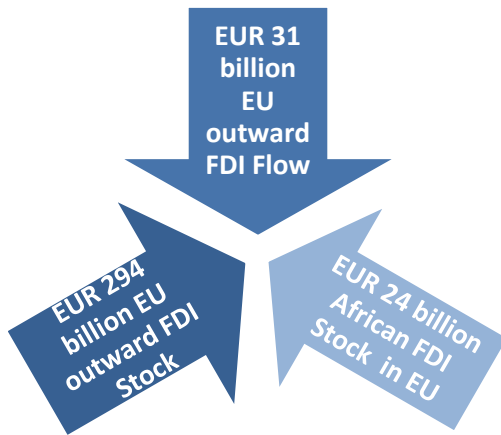 EUR 31
billion
EU
outward
FDI Flow
EUR 294
billion EU
outward FDI
Stock
EUR 24 billion
African FDI
Stock in EU